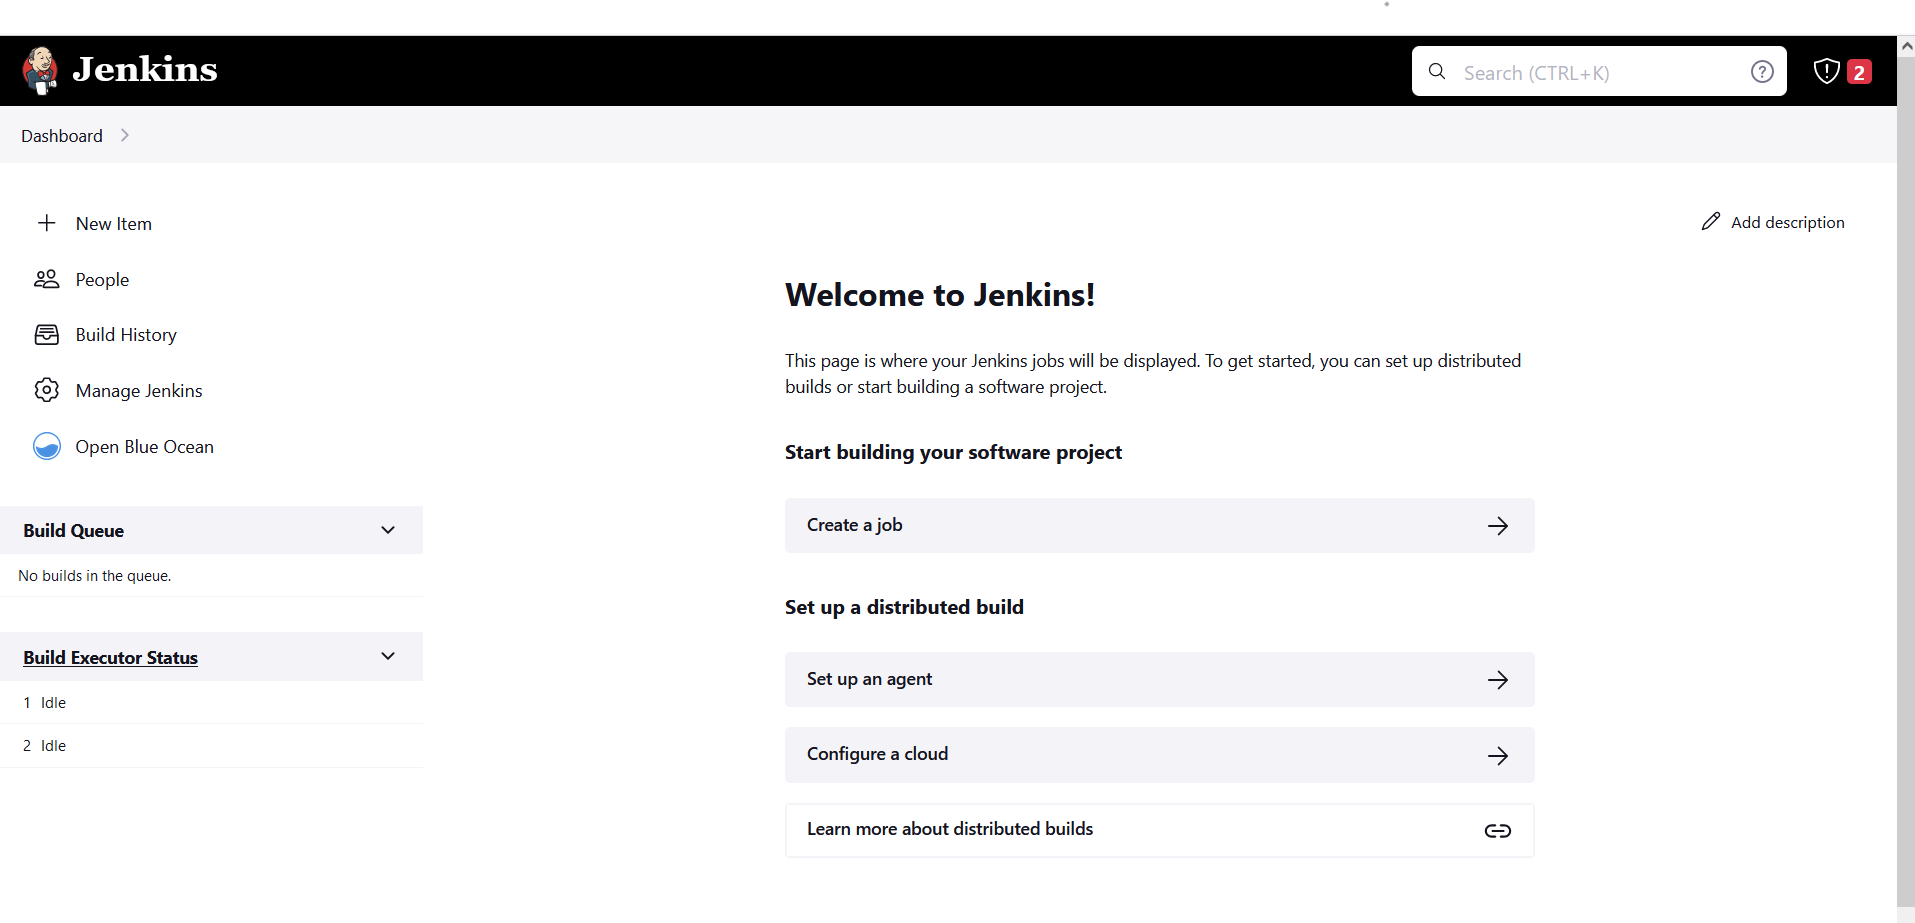 Jenkins
Search (CTRL+K)
2
Dashboard
New Item
People
Build History
Manage Jenkins
Open Blue Ocean
Build Queue
No builds in the queue.
Build Executor Status
1 Idle
2 Idle
Add description
Welcome to Jenkins!
This page is where your Jenkins jobs will be displayed. To get started, you can set up distributed
builds or start building a software project.
Start building your software project
Create a job
Set up a distributed build
Set up an agent
Configure a cloud
Learn more about distributed builds